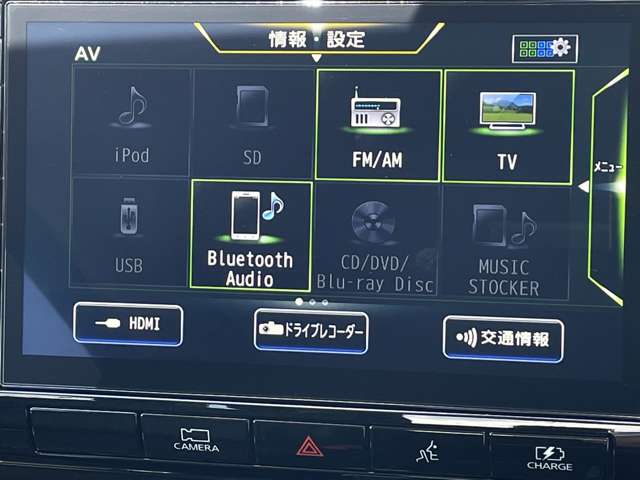 情報・設定
AV
iPod
SD
FM/AM
TV
メニュー
USB
Bluetooth
Audio
CD/DVD/
Blu-ray Disc
MUSIC
STOCKER
HDMI
ドライブレコーダー
交通情報
CAMERA
CHARGE